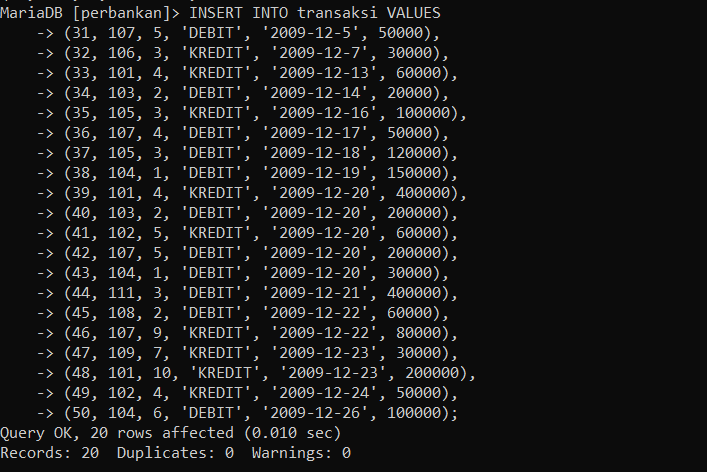 MariaDB [perbankan]> INSERT INTO transaksi VALUES
-> (31, 107, 5, 'DEBIT', '2009-12-5', 50000),
-> (32, 106, 3, 'KREDIT', '2009-12-7', 30000),
-> (33, 101, 4, 'KREDIT', '2009-12-13', 60000),
-> (34, 103, 2, 'DEBIT', '2009-12-14', 20000),
-> (35, 105, 3, 'KREDIT', '2009-12-16', 100000),
-> (36, 107, 4, 'DEBIT', '2009-12-17', 50000),
-> (37, 105, 3, 'DEBIT', '2009-12-18', 120000),
-> (38, 104, 1, 'DEBIT', '2009-12-19', 150000),
-> (39, 101, 4, 'KREDIT', '2009-12-20', 400000),
-> (40, 103, 2, 'DEBIT', '2009-12-20', 200000),
-> (41, 102, 5, 'KREDIT', '2009-12-20', 60000),
-> (42, 107, 5, 'DEBIT', '2009-12-20', 200000),
-> (43, 104, 1, 'DEBIT', '2009-12-20', 30000),
-> (44, 111, 3, 'DEBIT', '2009-12-21', 400000),
-> (45, 108, 2, 'DEBIT', '2009-12-22', 60000),
-> (46, 107, 9, 'KREDIT', '2009-12-22', 80000),
-> (47, 109, 7, 'KREDIT', '2009-12-23', 30000),
-> (48, 101, 10, 'KREDIT', '2009-12-23', 200000),
-> (49, 102, 4, 'KREDIT', '2009-12-24', 50000),
-> (50, 104, 6, 'DEBIT', '2009-12-26', 100000);
Query OK, 20 rows affected (0.010 sec)
Records: 20  Duplicates: 0  Warnings: 0